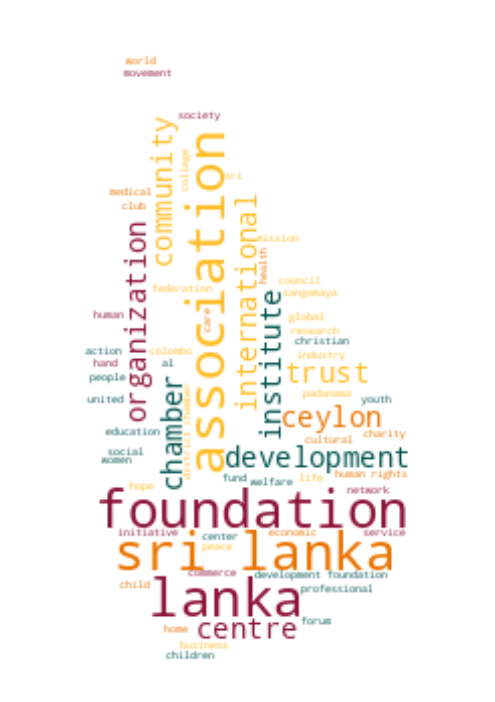 world
movement
society
community
college
association
sri
medical
club
organization
international
mission
health
council
sangamaya
federation
care
institute
human
global
research
christian
action
colombo
industry
hand
al
trust
people
chamber
district chamber
padanama
united
youth
ceylon
education
cultural
charity
social
women
development
human rights
hope
fund
welfare
life
network
foundation
initiative
center
economic
service
peace
sri lanka
commerce
development foundation
child
professional
lanka
home
centre
forum
business
children